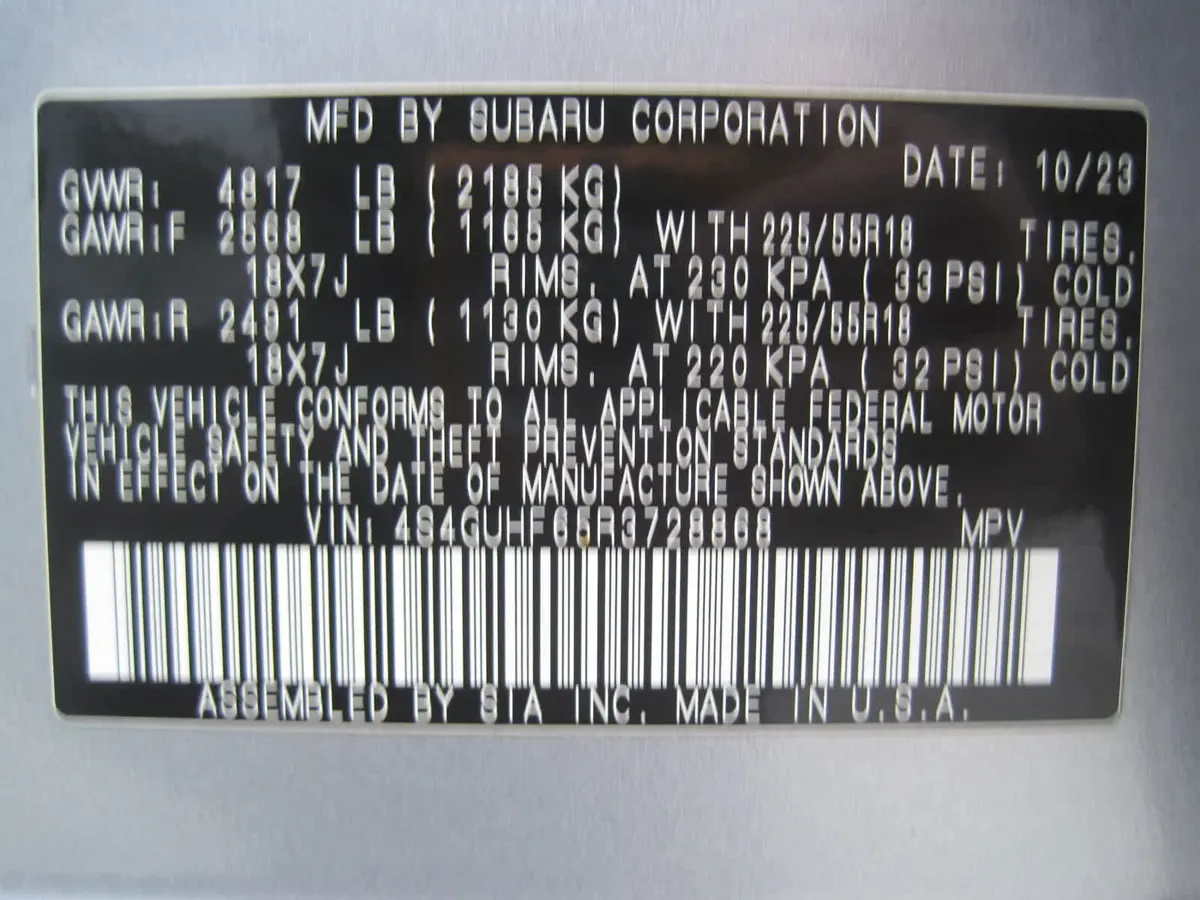 MFD BY SUBARU CORPORATION
DATE: 10/23
GVWR: 4817 LB (2185 KG)
GAWR:F 2568 LB (1165 KG) WITH 225/55R18 TIRES.
18X7J RIMS. AT 230 KPA (33 PSI) COLD
GAWR:R 2491 LB (1130 KG) WITH 225/55R18 TIRES.
18X7J RIMS. AT 220 KPA (32 PSI) COLD
THIS VEHICLE CONFORMS TO ALL APPLICABLE FEDERAL MOTOR
VEHICLE SAFETY AND THEFT PREVENTION STANDARDS
IN EFFECT ON THE DATE OF MANUFACTURE SHOWN ABOVE.
VIN: 4S4GUHF65R3728868 MPV
ASSEMBLED BY SIA INC. MADE IN U.S.A.